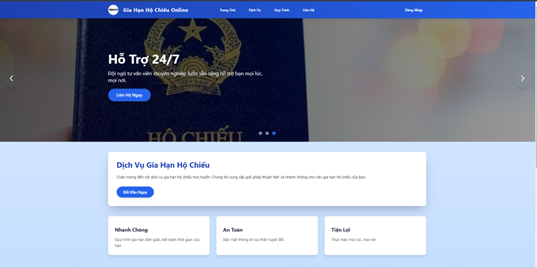 Gia Hạn Hộ Chiếu Online
Trang Chủ Dịch Vụ Quy Trình Liên Hệ
Đăng Nhập
Hỗ Trợ 24/7
Đội ngũ tư vấn viên chuyên nghiệp luôn sẵn sàng hỗ trợ bạn mọi lúc,
mọi nơi.
Liên Hệ Ngay
HỘ CHIẾU
Dịch Vụ Gia Hạn Hộ Chiếu
Chào mừng đến với dịch vụ gia hạn hộ chiếu trực tuyến. Chúng tôi cung cấp giải pháp thuận tiện và nhanh chóng cho việc gia hạn hộ chiếu của bạn.
Bắt Đầu Ngay
Nhanh Chóng
Quy trình gia hạn đơn giản, tiết kiệm thời gian của
bạn
An Toàn
Bảo mật thông tin cá nhân tuyệt đối
Tiện Lợi
Thực hiện mọi lúc, mọi nơi